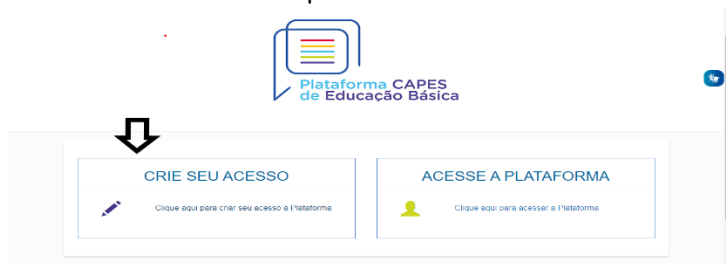 Plataforma CAPES
de Educação Básica
CRIE SEU ACESSO
Clique aqui para criar seu acesso a Plataforma
ACESSE A PLATAFORMA
Clique aqui para acessar a Plataforma